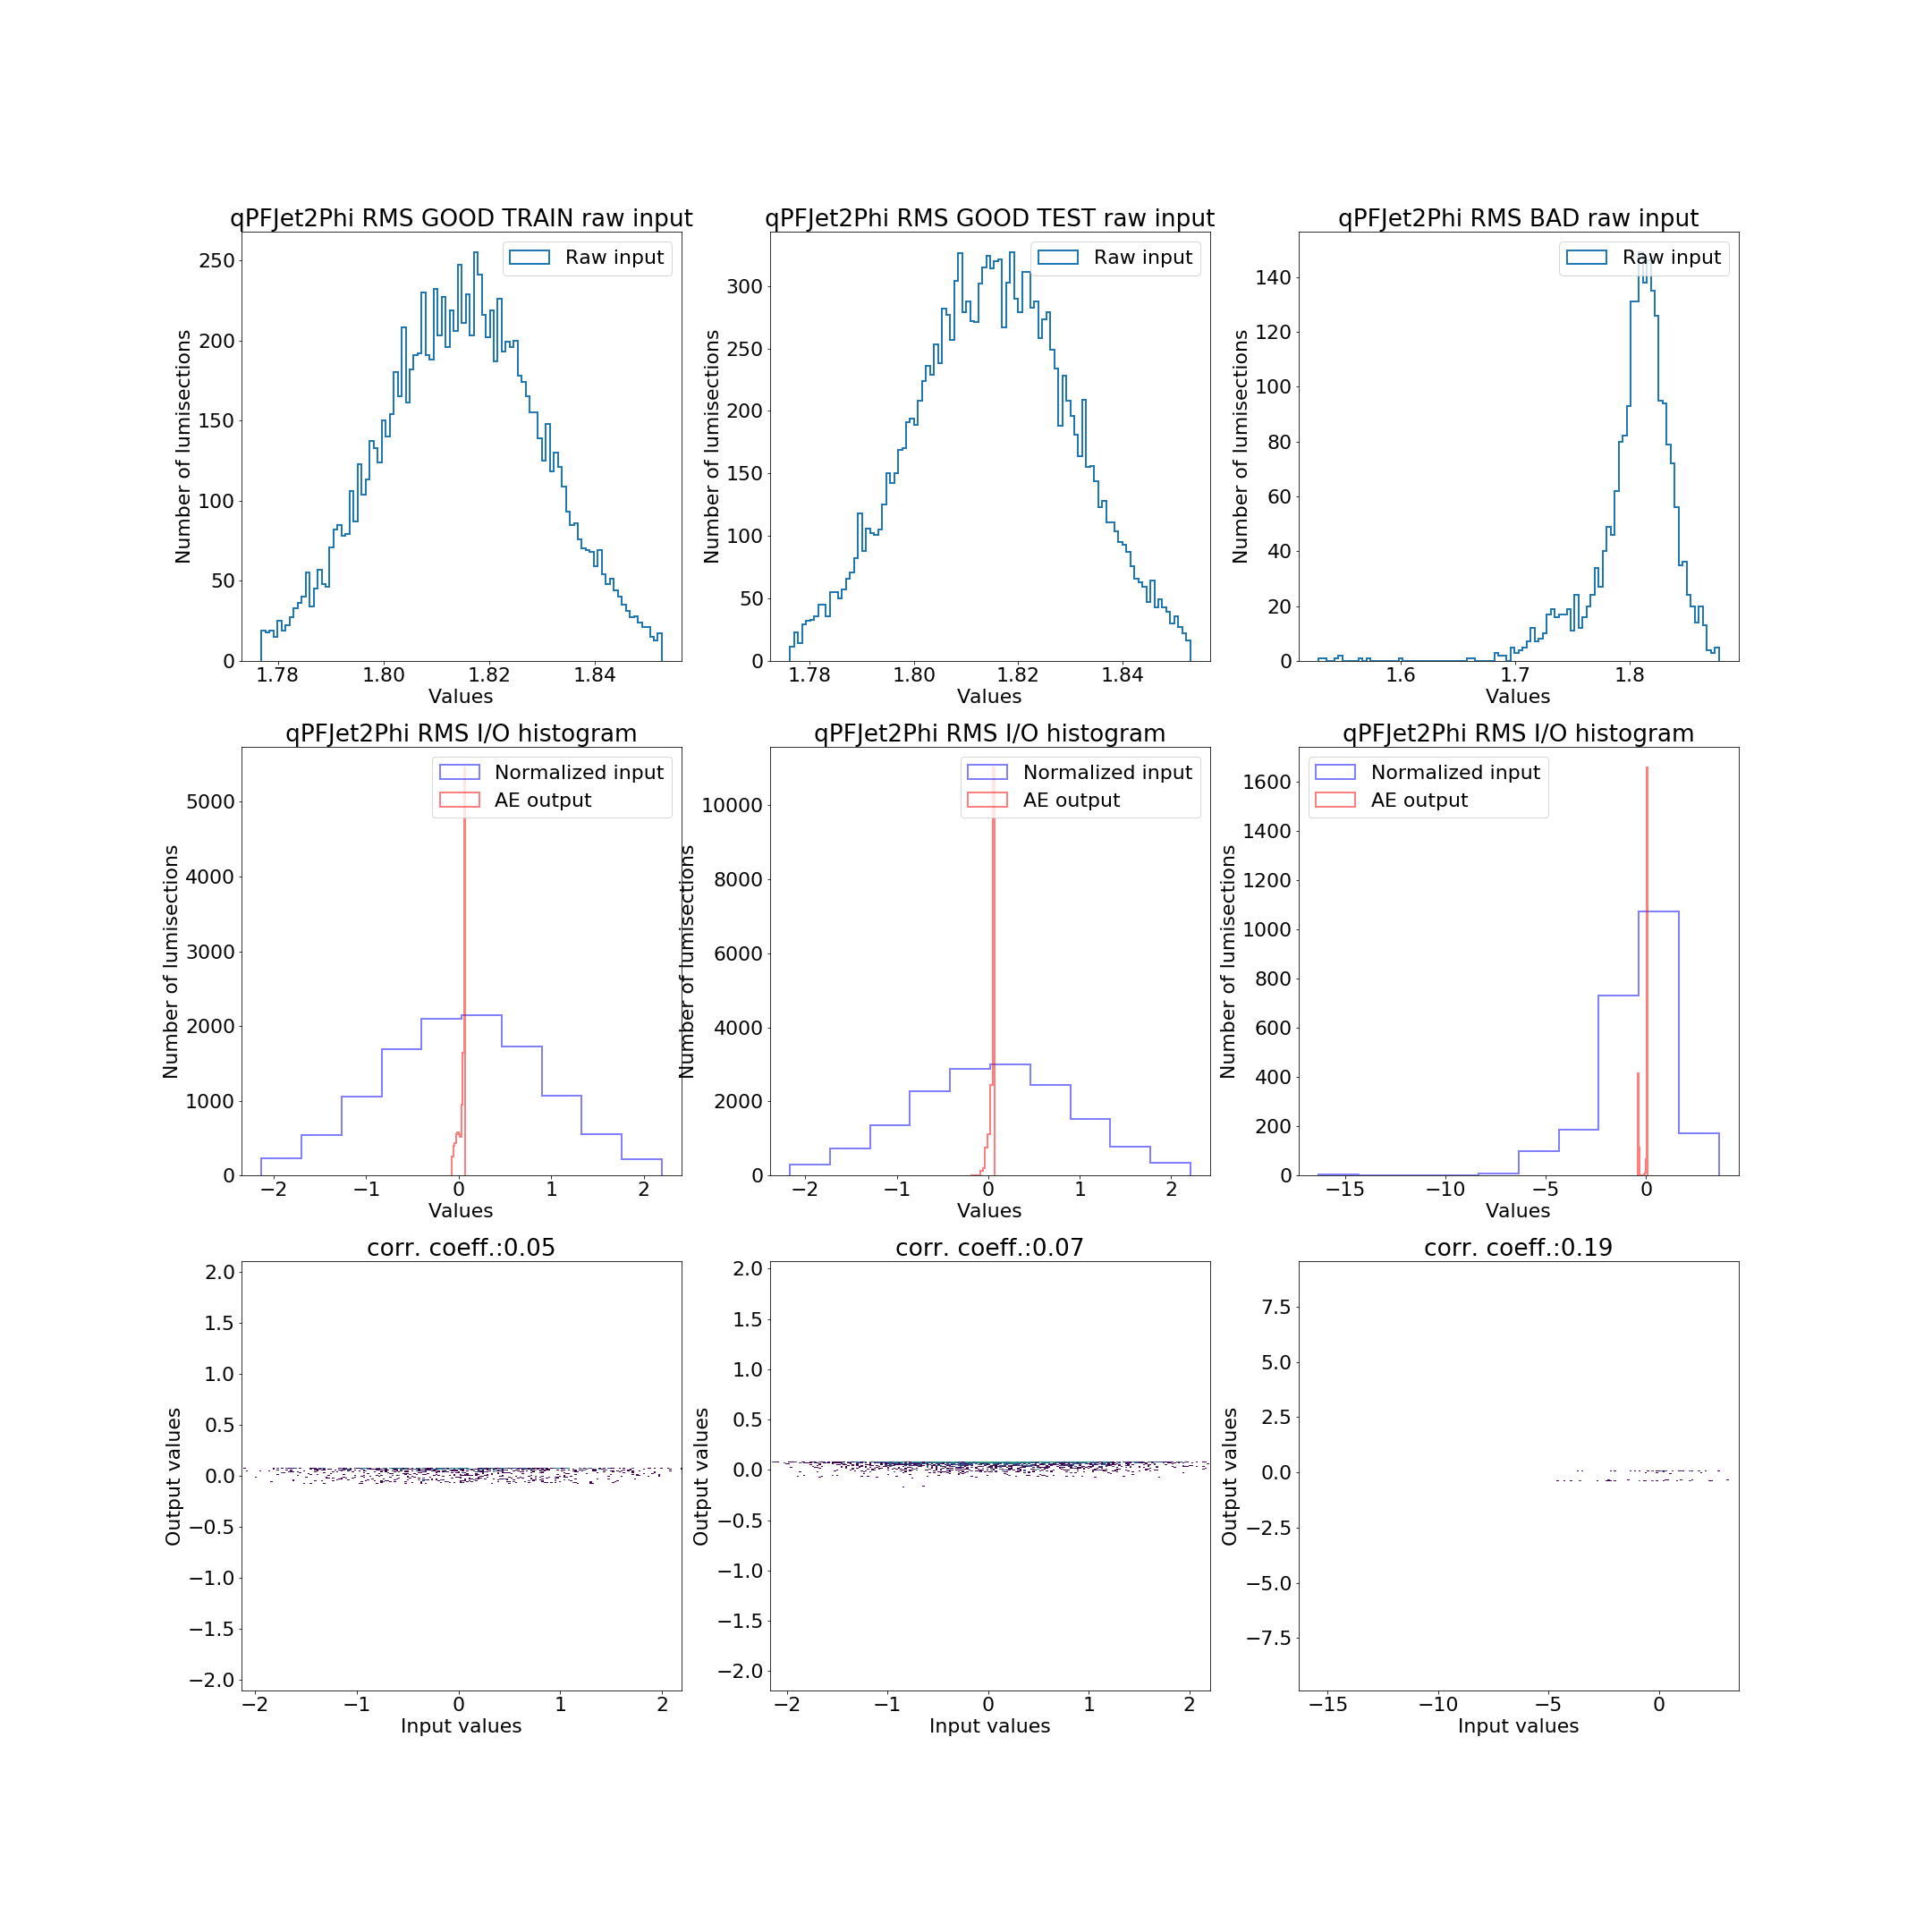 qPFJet2Phi RMS GOOD TRAIN raw input
Raw input
Number of lumisections
250
200
150
100
50
0
1.78 1.80 1.82 1.84
Values
qPFJet2Phi RMS GOOD TEST raw input
Raw input
Number of lumisections
300
250
200
150
100
50
0
1.78 1.80 1.82 1.84
Values
qPFJet2Phi RMS BAD raw input
Raw input
Number of lumisections
140
120
100
80
60
40
20
0
1.6 1.7 1.8
Values
qPFJet2Phi RMS I/O histogram
Normalized input
AE output
Number of lumisections
5000
4000
3000
2000
1000
0
−2 −1 0 1 2
Values
qPFJet2Phi RMS I/O histogram
Normalized input
AE output
Number of lumisections
10000
8000
6000
4000
2000
0
−2 −1 0 1 2
Values
qPFJet2Phi RMS I/O histogram
Normalized input
AE output
Number of lumisections
1600
1400
1200
1000
800
600
400
200
0
−15 −10 −5 0
Values
corr. coeff.:0.05
Output values
2.0
1.5
1.0
0.5
0.0
−0.5
−1.0
−1.5
−2.0
−2 −1 0 1 2
Input values
corr. coeff.:0.07
Output values
2.0
1.5
1.0
0.5
0.0
−0.5
−1.0
−1.5
−2.0
−2 −1 0 1 2
Input values
corr. coeff.:0.19
Output values
7.5
5.0
2.5
0.0
−2.5
−5.0
−7.5
−15 −10 −5 0
Input values